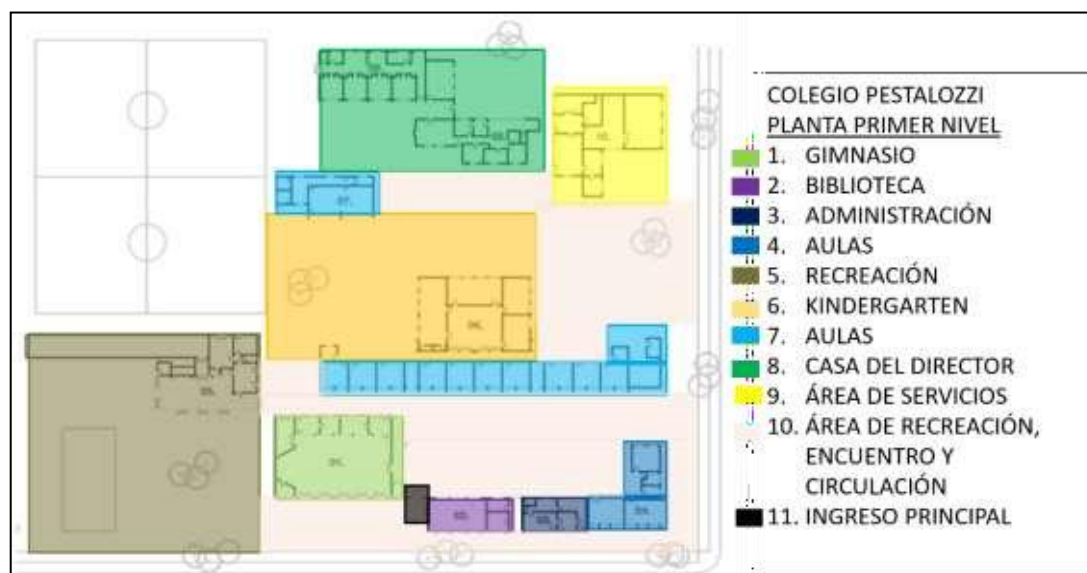 COLEGIO PESTALOZZI
PLANTA PRIMER NIVEL
1. GIMNASIO
2. BIBLIOTECA
3. ADMINISTRACIÓN
4. AULAS
5. RECREACIÓN
6. KINDERGARTEN
7. AULAS
8. CASA DEL DIRECTOR
9. ÁREA DE SERVICIOS
10. ÁREA DE RECREACIÓN,
ENCUENTRO Y
CIRCULACIÓN
11. INGRESO PRINCIPAL